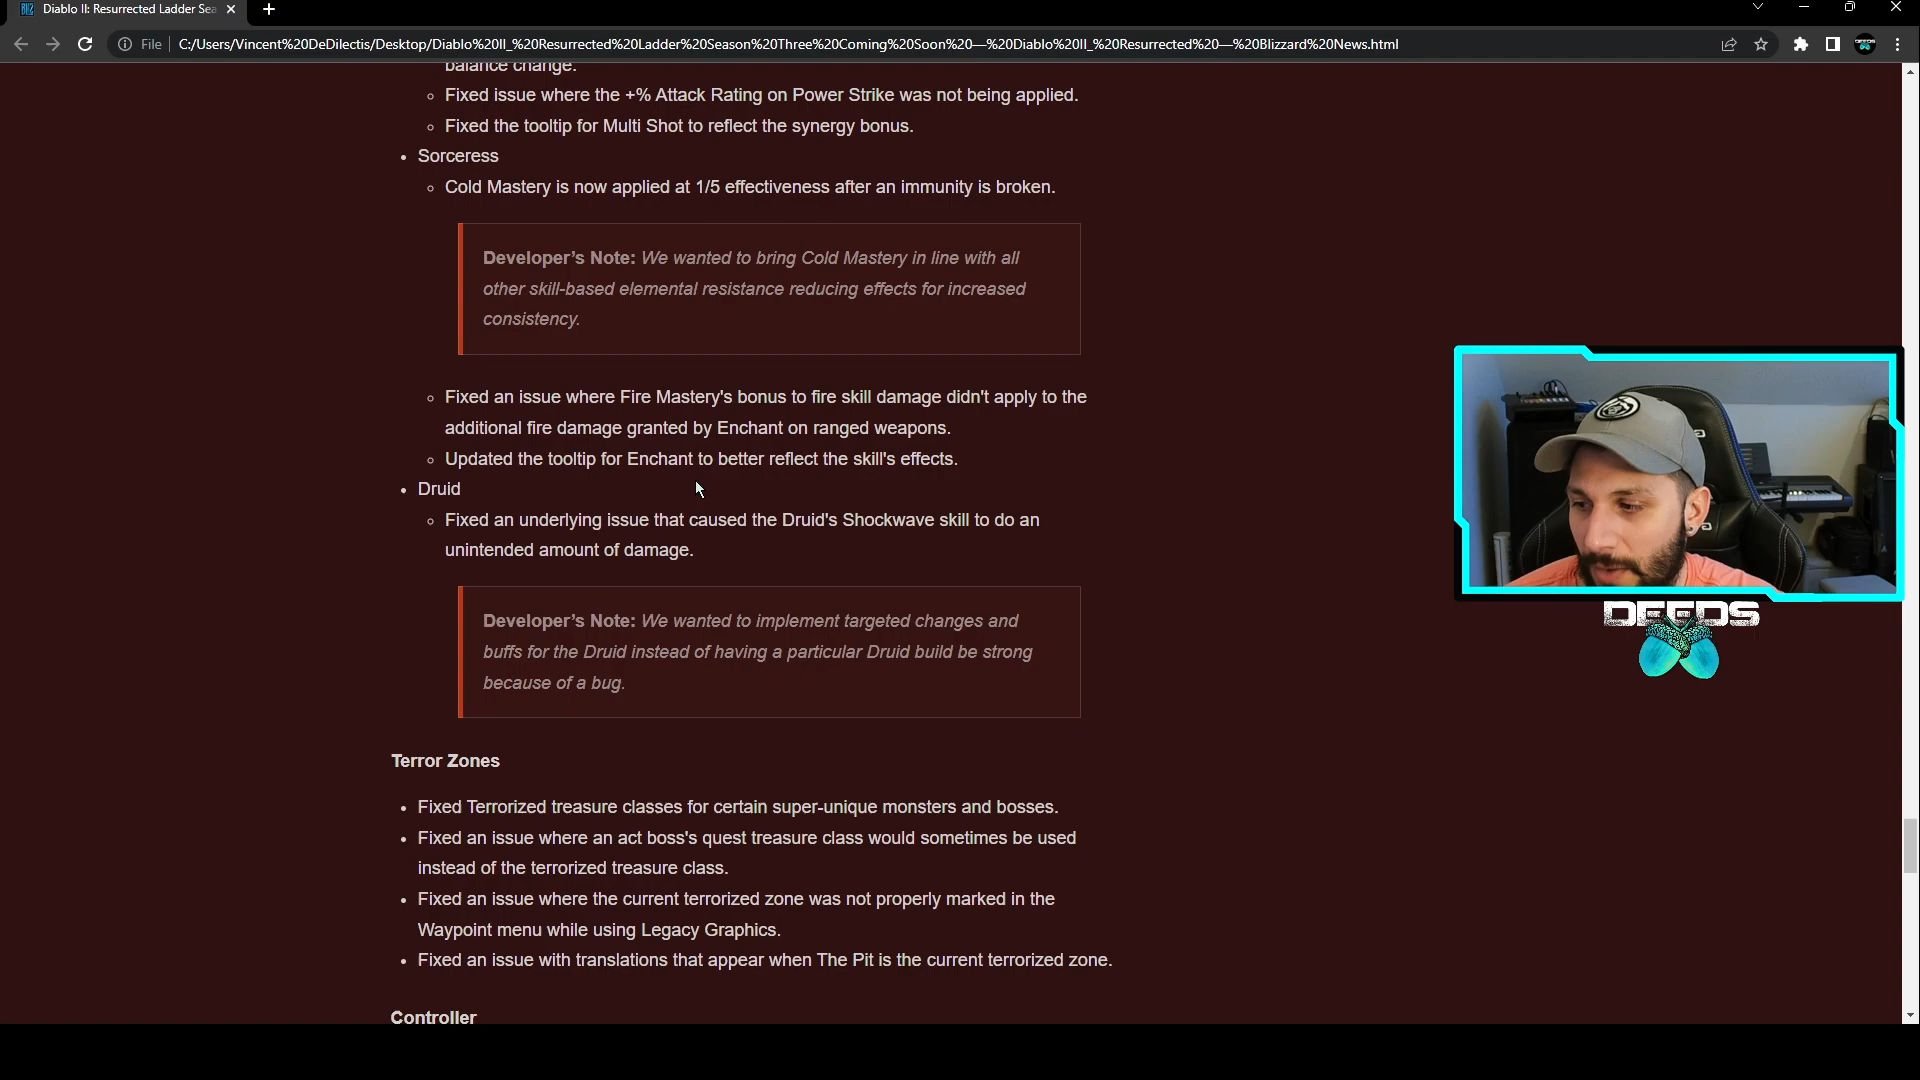 Diablo II: Resurrected Ladder Sea
File
C:/Users/Vincent%20DeDilectis/Desktop/Diablo%20II_%20Resurrected%20Ladder%20Season%20Three%20Coming%20Soon%20—%20Diablo%20II_%20Resurrected%20—%20Blizzard%20News.html
balance change.
Fixed issue where the +% Attack Rating on Power Strike was not being applied.
Fixed the tooltip for Multi Shot to reflect the synergy bonus.
Sorceress
Cold Mastery is now applied at 1/5 effectiveness after an immunity is broken.
Developer’s Note: We wanted to bring Cold Mastery in line with all
other skill-based elemental resistance reducing effects for increased
consistency.
Fixed an issue where Fire Mastery's bonus to fire skill damage didn't apply to the
additional fire damage granted by Enchant on ranged weapons.
Updated the tooltip for Enchant to better reflect the skill's effects.
Druid
Fixed an underlying issue that caused the Druid's Shockwave skill to do an
unintended amount of damage.
Developer’s Note: We wanted to implement targeted changes and
buffs for the Druid instead of having a particular Druid build be strong
because of a bug.
Terror Zones
Fixed Terrorized treasure classes for certain super-unique monsters and bosses.
Fixed an issue where an act boss's quest treasure class would sometimes be used
instead of the terrorized treasure class.
Fixed an issue where the current terrorized zone was not properly marked in the
Waypoint menu while using Legacy Graphics.
Fixed an issue with translations that appear when The Pit is the current terrorized zone.
Controller
DEEDS